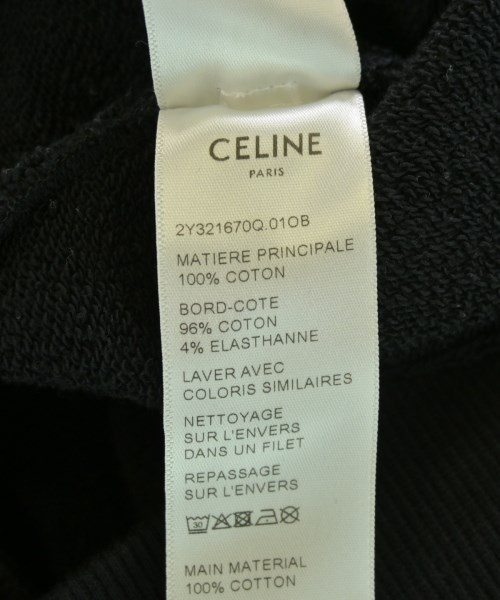 CELINE
PARIS
2Y321670Q.01OB
MATIERE PRINCIPALE
100% COTON
BORD-COTE
96% COTON
4% ELASTHANNE
LAVER AVEC
COLORIS SIMILAIRES
NETTOYAGE
SUR L'ENVERS
DANS UN FILET
REPASSAGE
SUR L'ENVERS
30
MAIN MATERIAL
100% COTTON